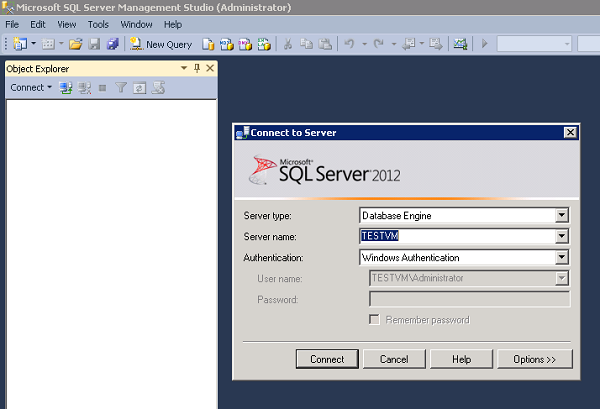 Microsoft SQL Server Management Studio (Administrator)
File Edit View Tools Window Help
New Query
Object Explorer
Connect
Connect to Server
Microsoft®
SQL Server® 2012
Server type: Database Engine
Server name: TESTVM
Authentication: Windows Authentication
User name: TESTVM\Administrator
Password:
Remember password
Connect Cancel Help Options >>